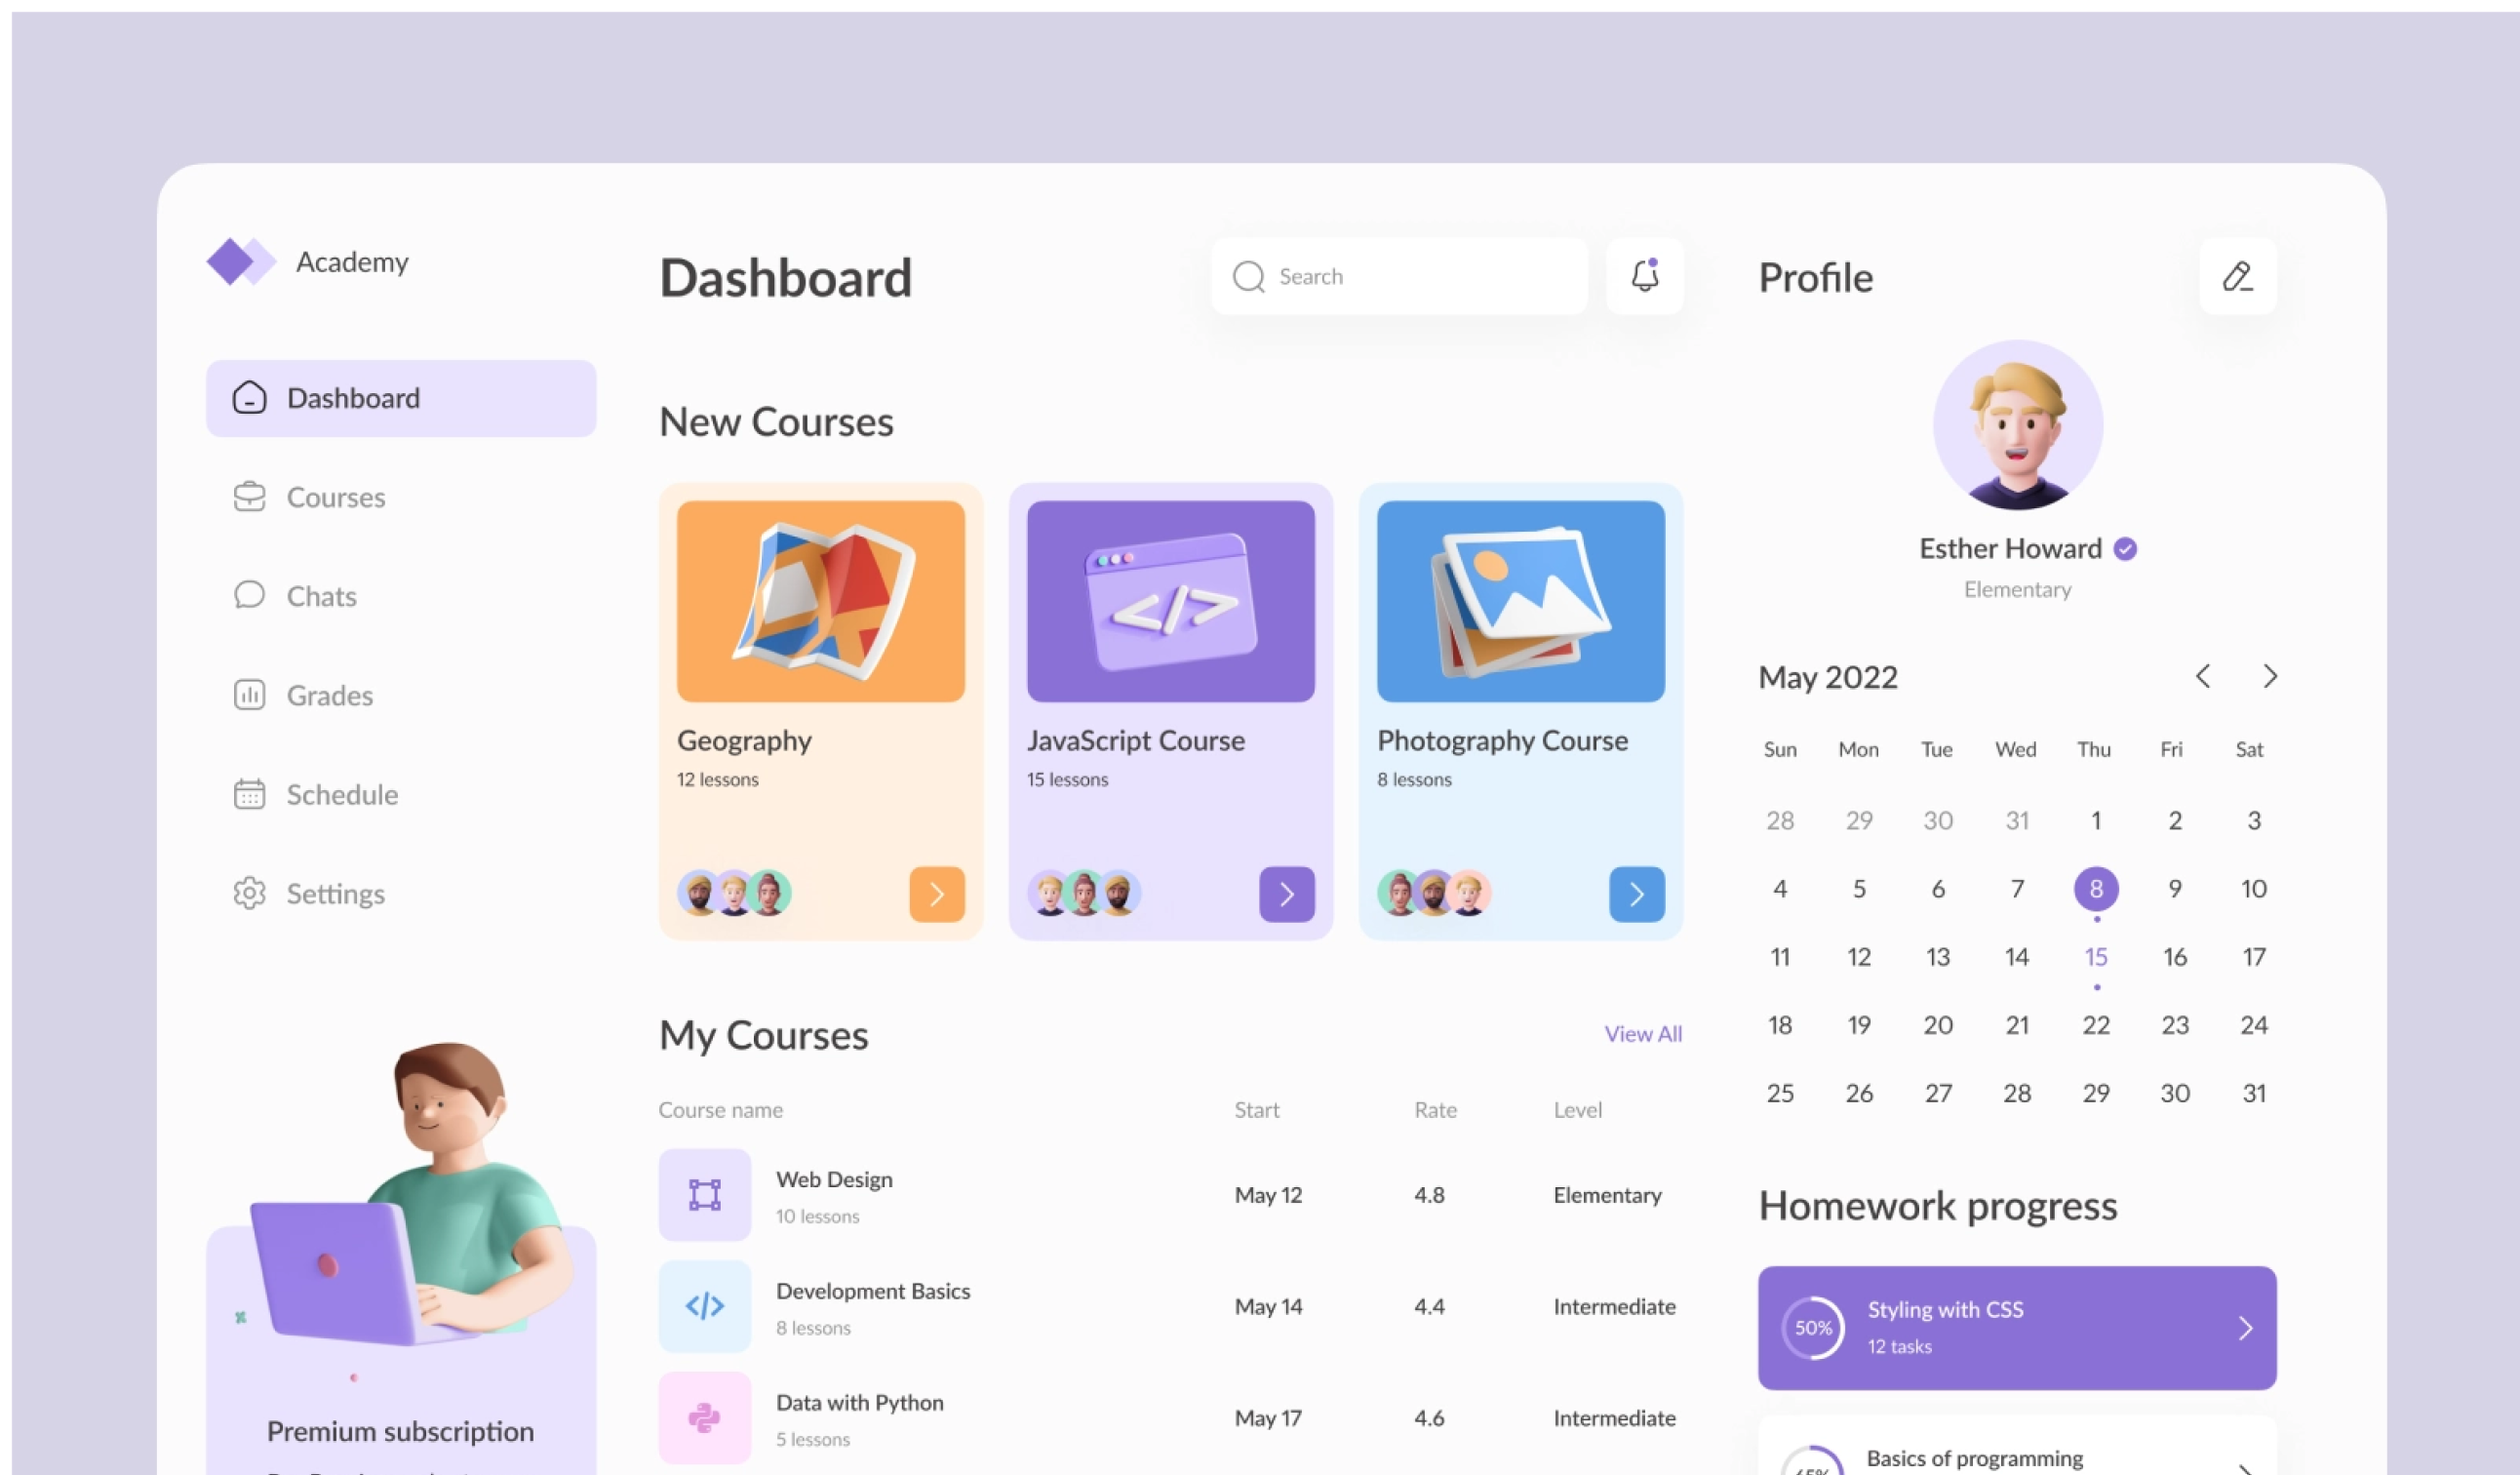 Academy
Dashboard
Courses
Chats
Grades
Schedule
Settings
Premium subscription
Dashboard
Search
New Courses
Geography
12 lessons
JavaScript Course
15 lessons
Photography Course
8 lessons
My Courses
View All
Course name Start Rate Level
Web Design
10 lessons
May 12 4.8 Elementary
Development Basics
8 lessons
May 14 4.4 Intermediate
Data with Python
5 lessons
May 17 4.6 Intermediate
Profile
Esther Howard
Elementary
May 2022
Sun Mon Tue Wed Thu Fri Sat
28 29 30 31 1 2 3
4 5 6 7 8 9 10
11 12 13 14 15 16 17
18 19 20 21 22 23 24
25 26 27 28 29 30 31
Homework progress
50%
Styling with CSS
12 tasks
Basics of programming